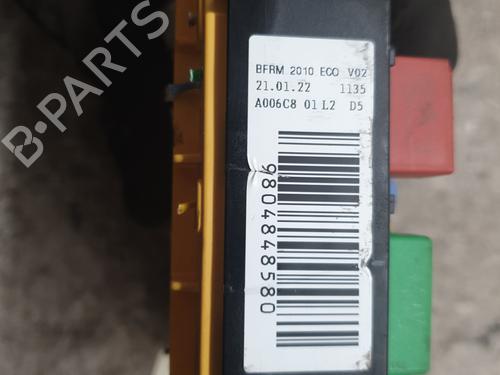 BFRM 2010 ECO V02
21.01.22 1135
A006C8 01 L2 D5
9804848580
B-PARTS